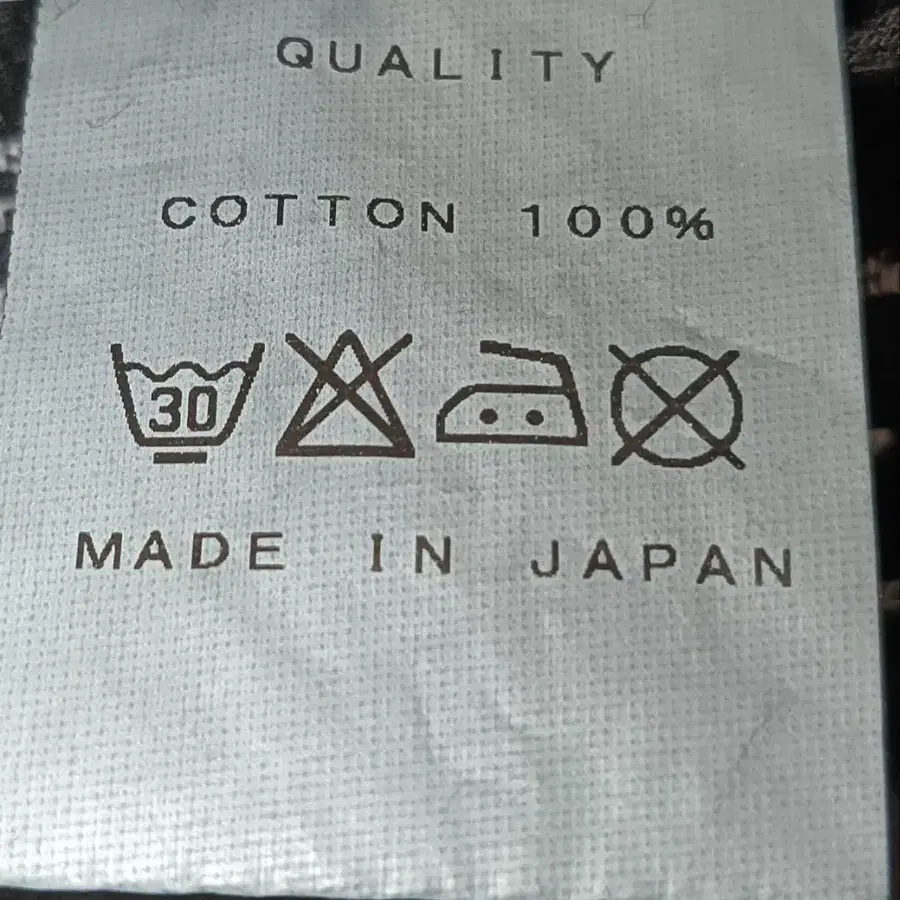 QUALITY
COTTON 100%
30
MADE IN JAPAN